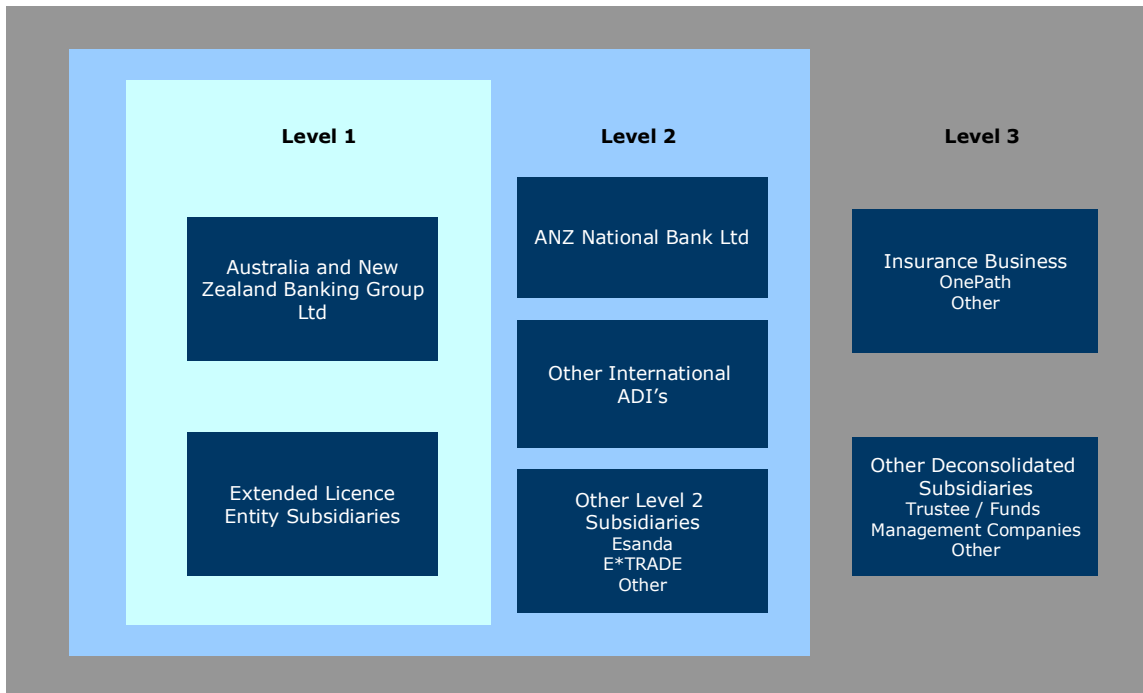 Level 1
Level 2
Level 3
Australia and New
Zealand Banking Group
Ltd
Extended Licence
Entity Subsidiaries
ANZ National Bank Ltd
Other International
ADI’s
Other Level 2
Subsidiaries
Esanda
E*TRADE
Other
Insurance Business
OnePath
Other
Other Deconsolidated
Subsidiaries
Trustee / Funds
Management Companies
Other